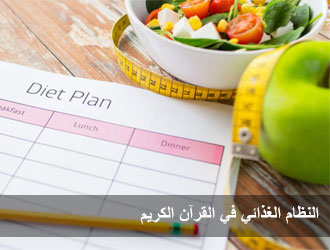 Diet Plan
Breakfast Lunch Dinner
النظام الغذائي في القرآن الكريم